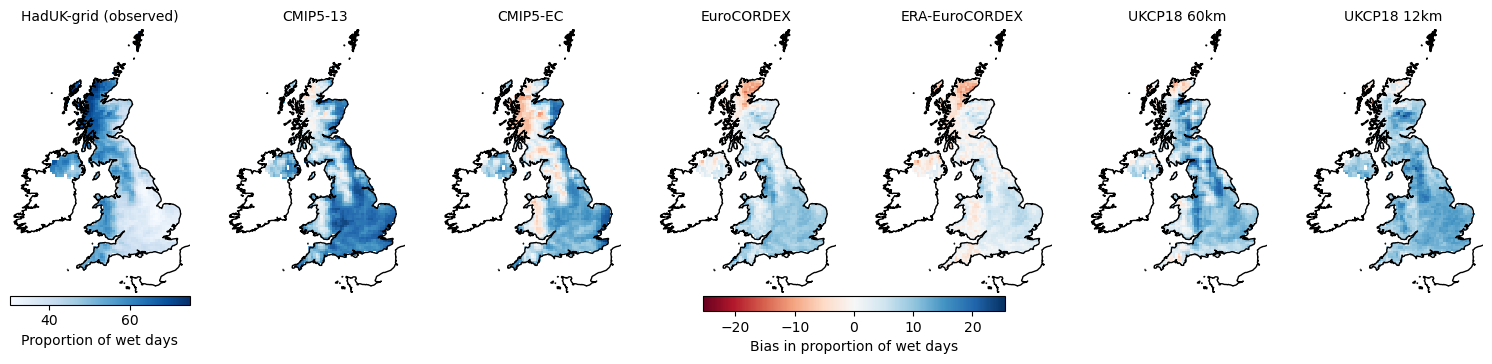 HadUK-grid (observed)
CMIP5-13
CMIP5-EC
EuroCORDEX
ERA-EuroCORDEX
UKCP18 60km
UKCP18 12km
40 60
Proportion of wet days
−20 −10 0 10 20
Bias in proportion of wet days